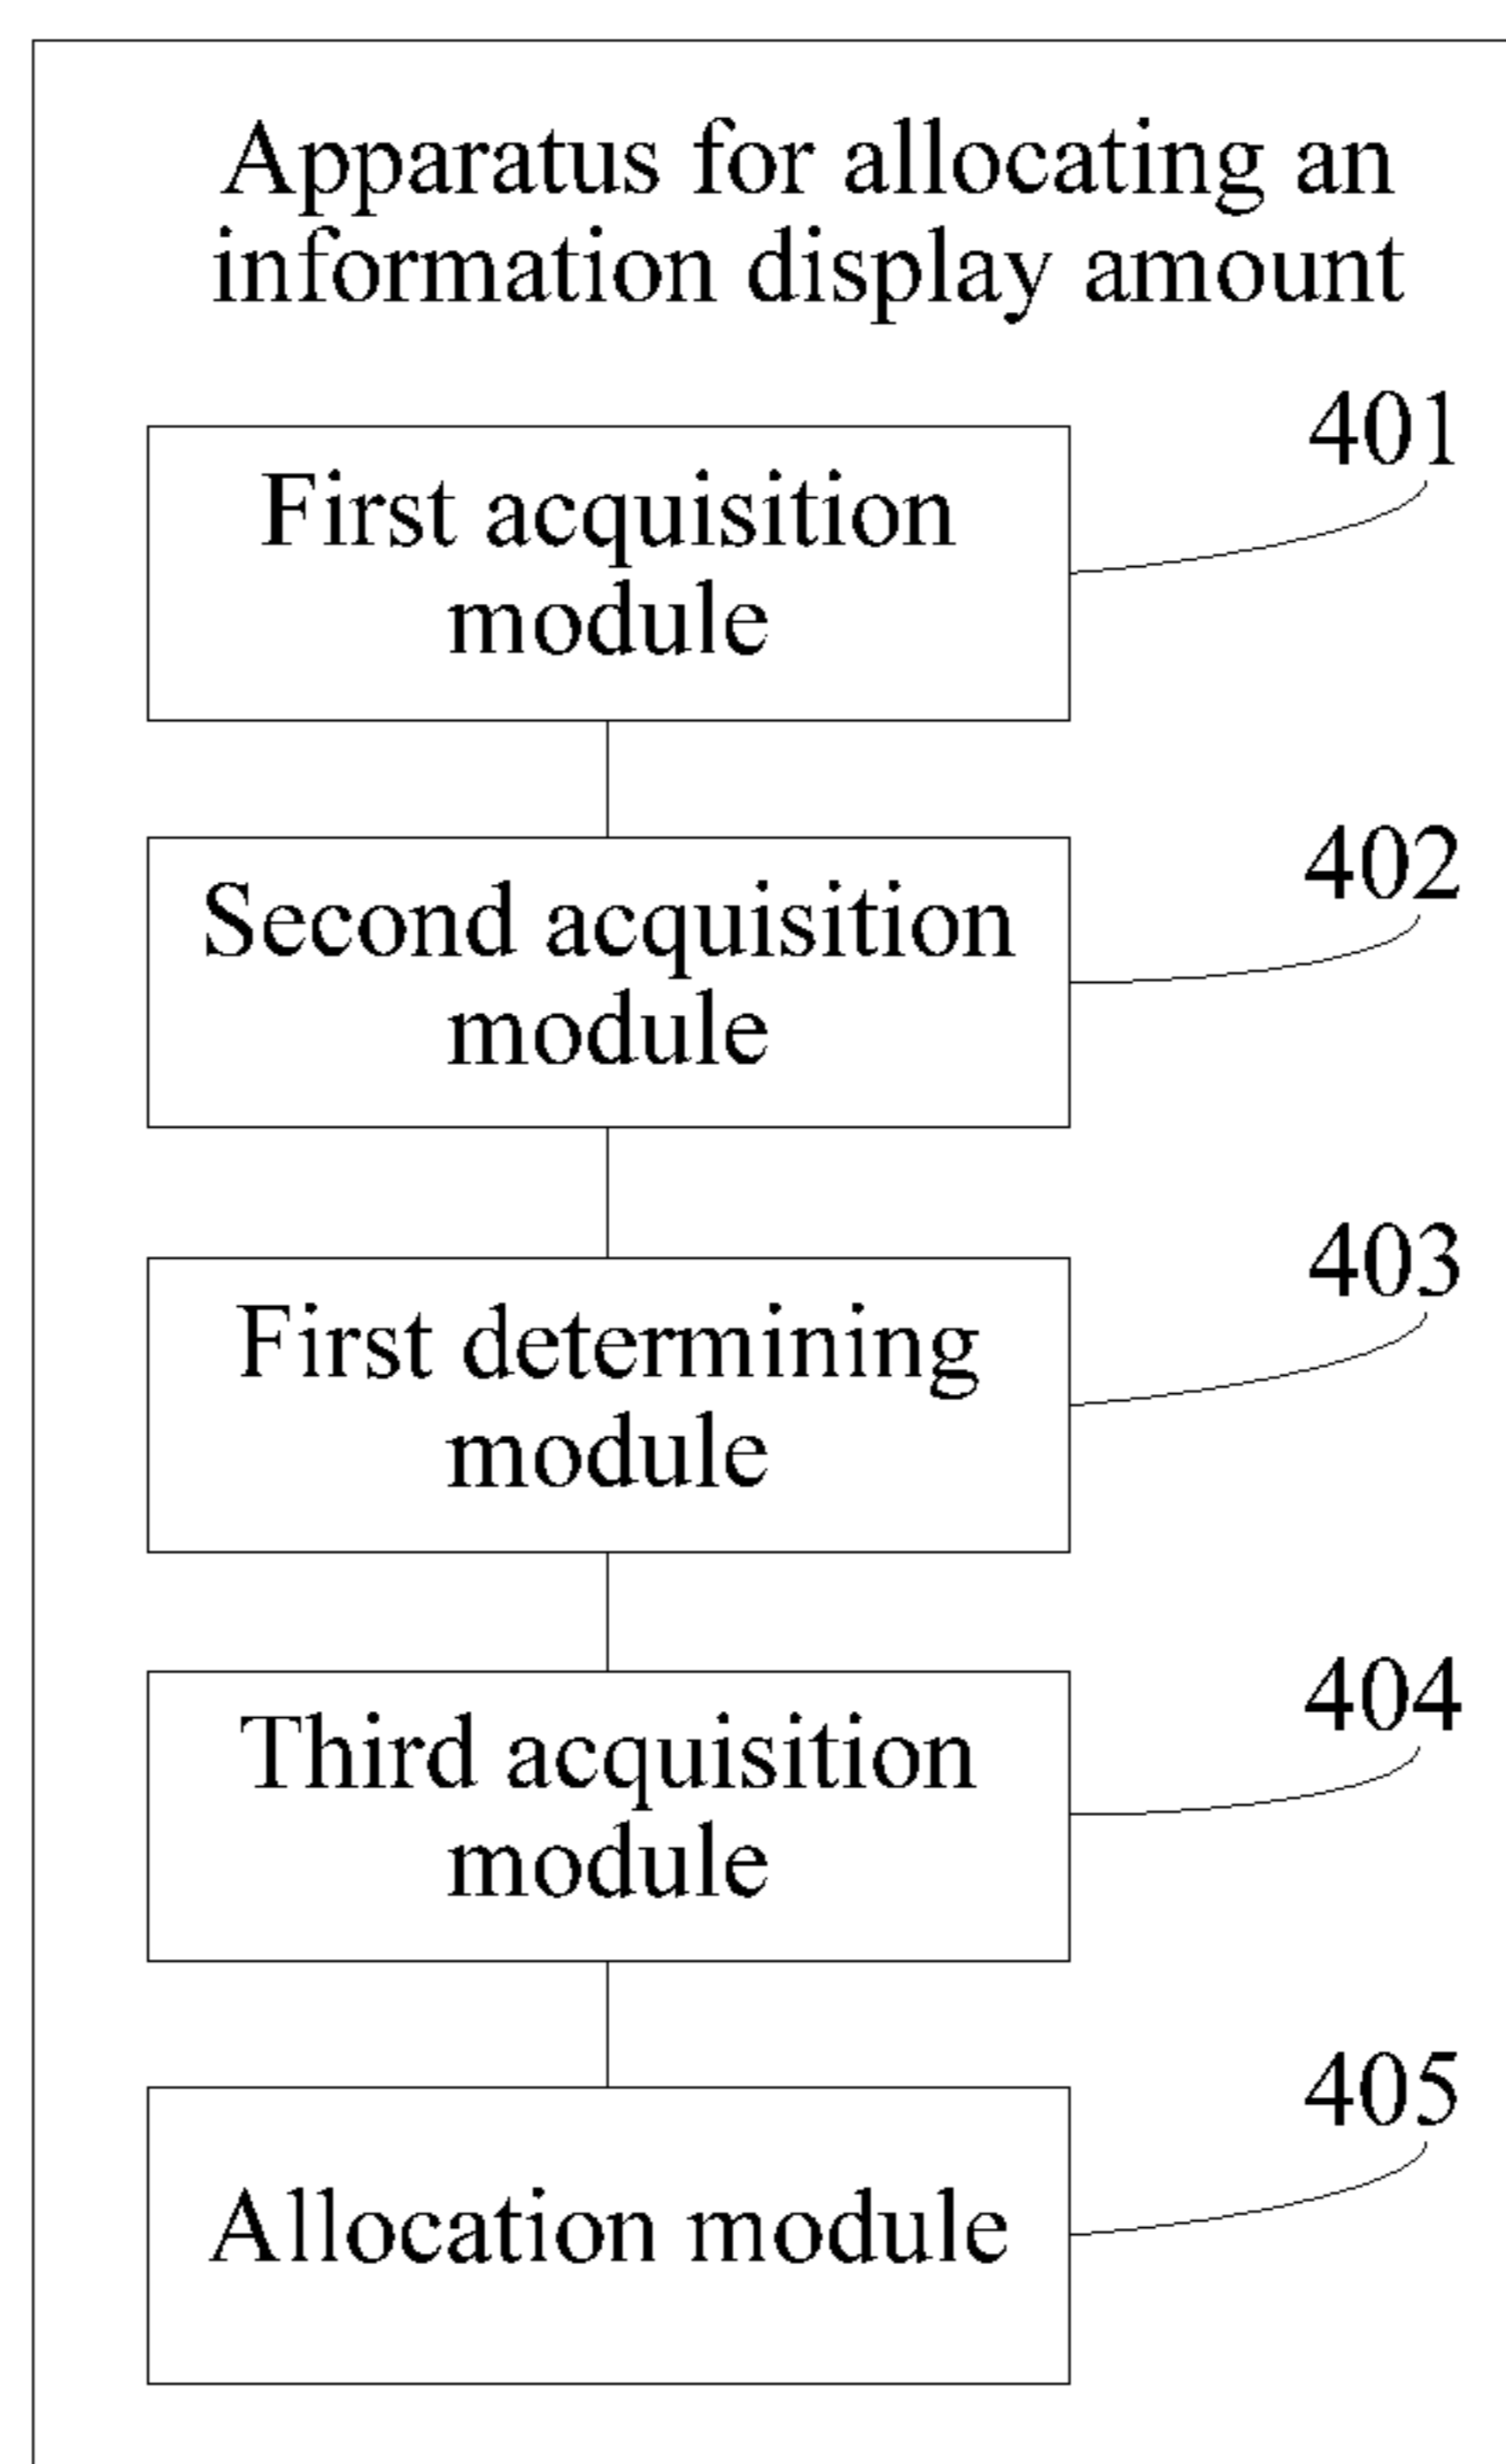 Apparatus for allocating an
information display amount
401
First acquisition
module
402
Second acquisition
module
403
First determining
module
404
Third acquisition
module
405
Allocation module